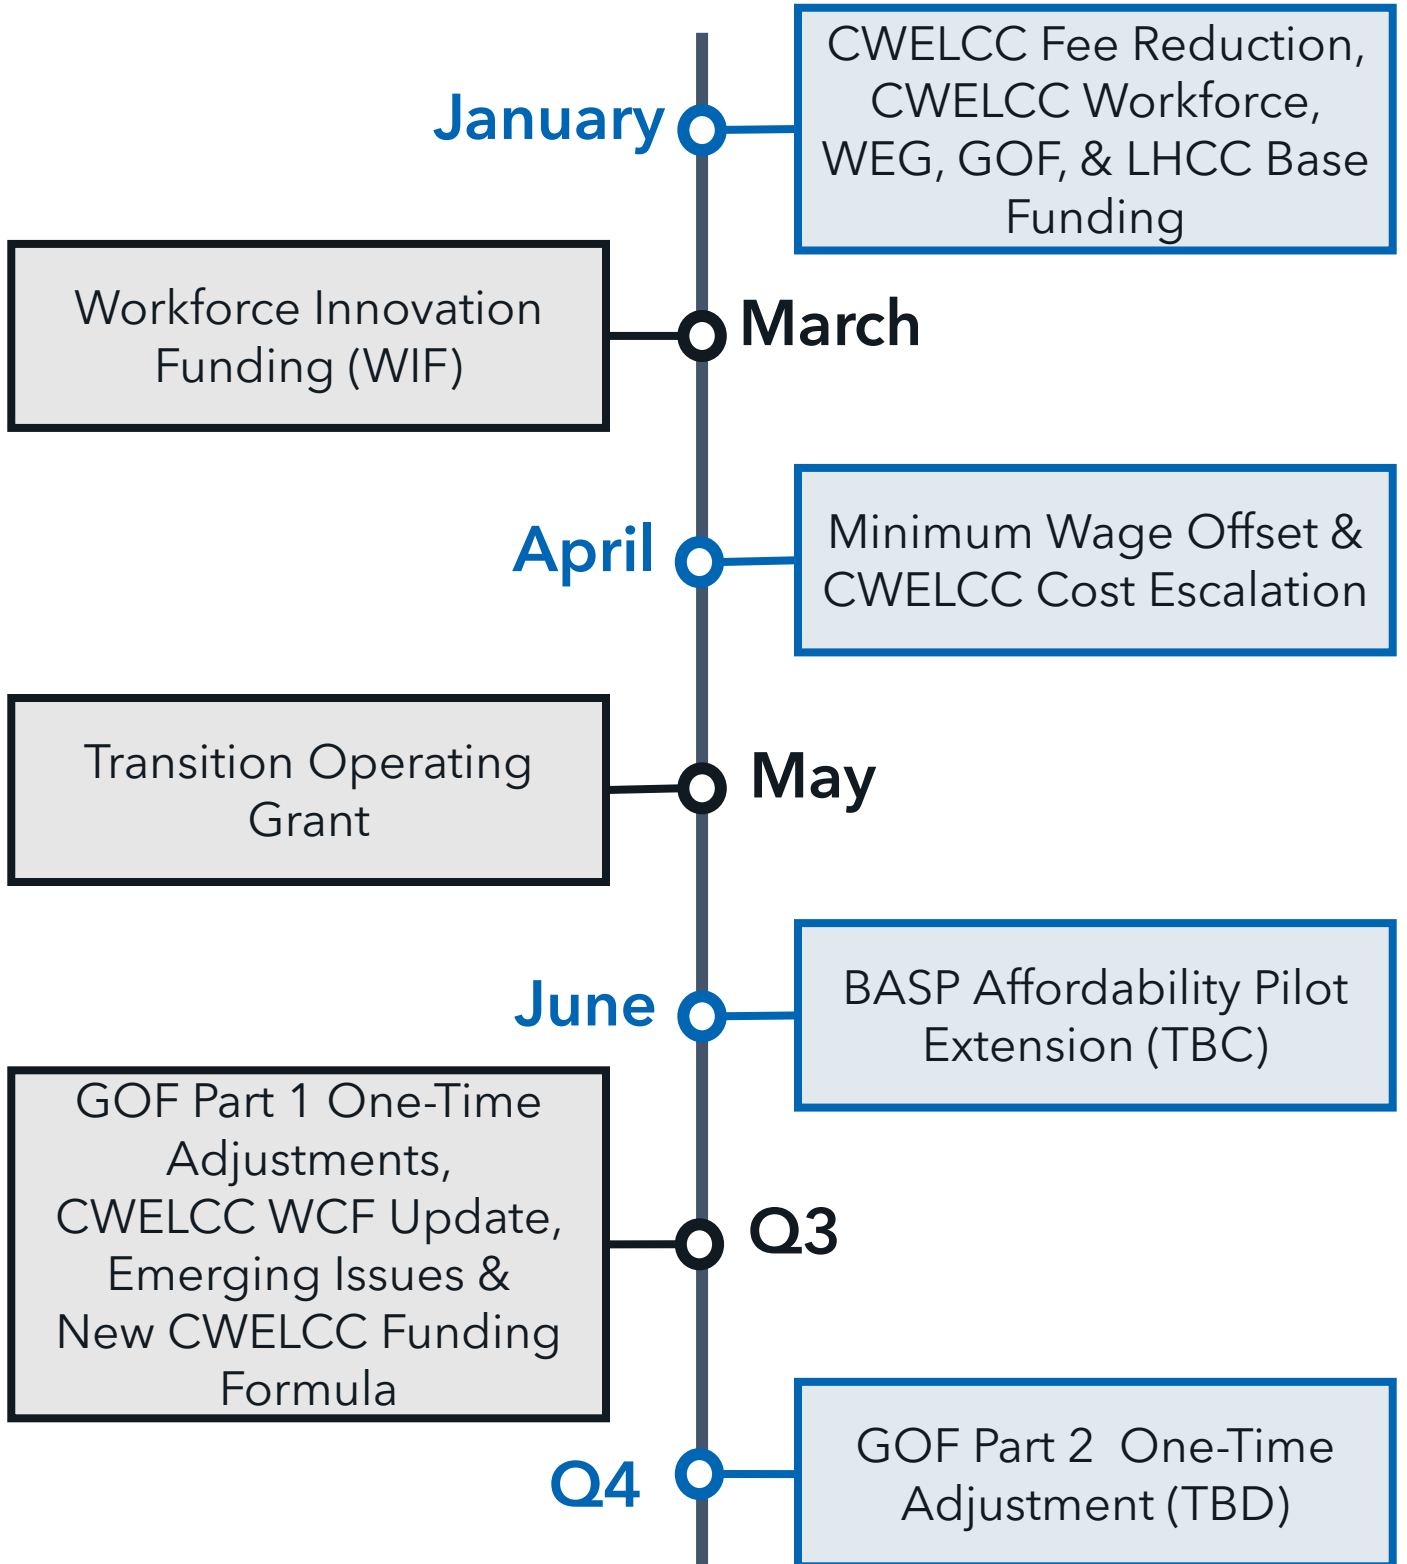 January
CWELCC Fee Reduction,
CWELCC Workforce,
WEG, GOF, & LHCC Base
Funding
Workforce Innovation
Funding (WIF)
March
April
Minimum Wage Offset &
CWELCC Cost Escalation
Transition Operating
Grant
May
June
BASP Affordability Pilot
Extension (TBC)
GOF Part 1 One-Time
Adjustments,
CWELCC WCF Update,
Emerging Issues &
New CWELCC Funding
Formula
Q3
Q4
GOF Part 2  One-Time
Adjustment (TBD)